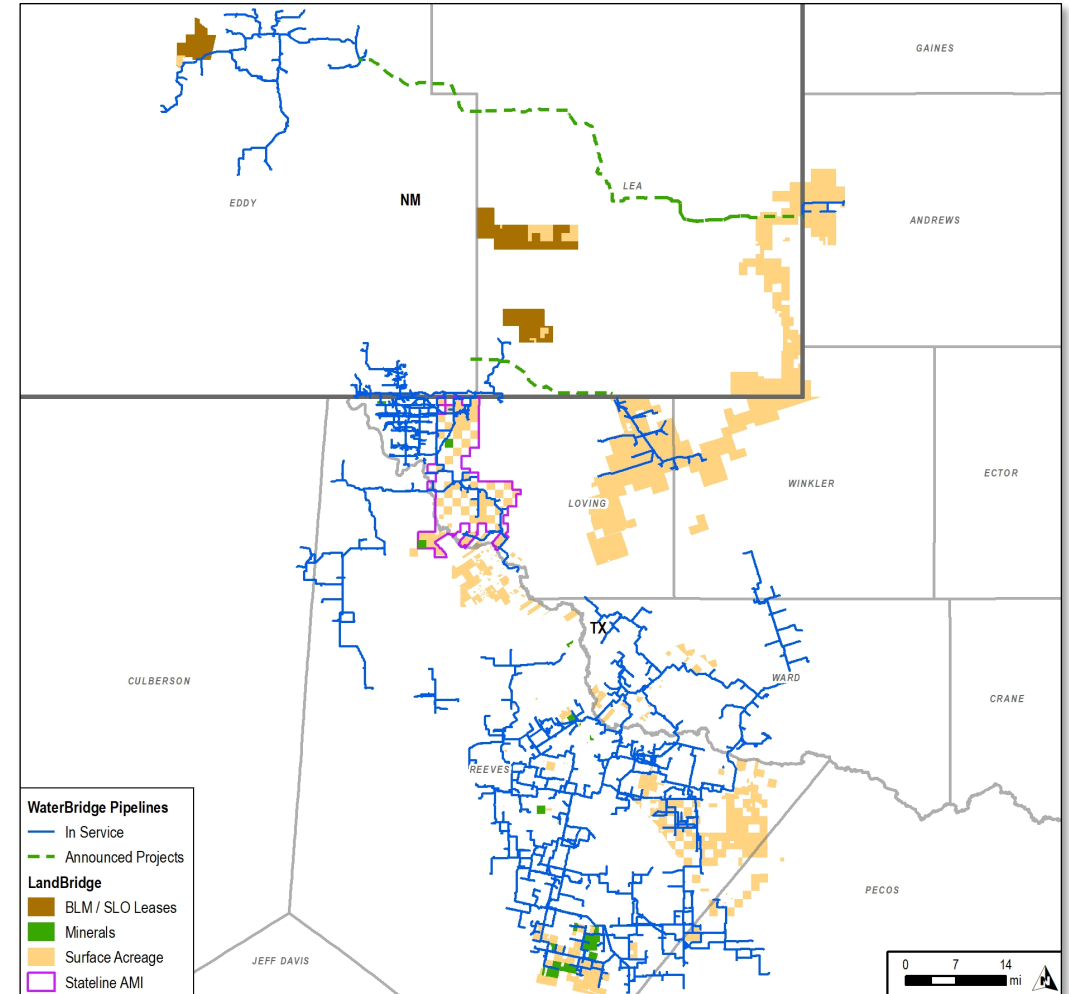 GAINES
LEA
EDDY
NM
ANDREWS
ECTOR
WINKLER
LOVING
TX
CULBERSON
WARD
CRANE
REEVES
PECOS
JEFF DAVIS
WaterBridge Pipelines
In Service
Announced Projects
LandBridge
BLM / SLO Leases
Minerals
Surface Acreage
Stateline AMI
0 7 14
mi
N